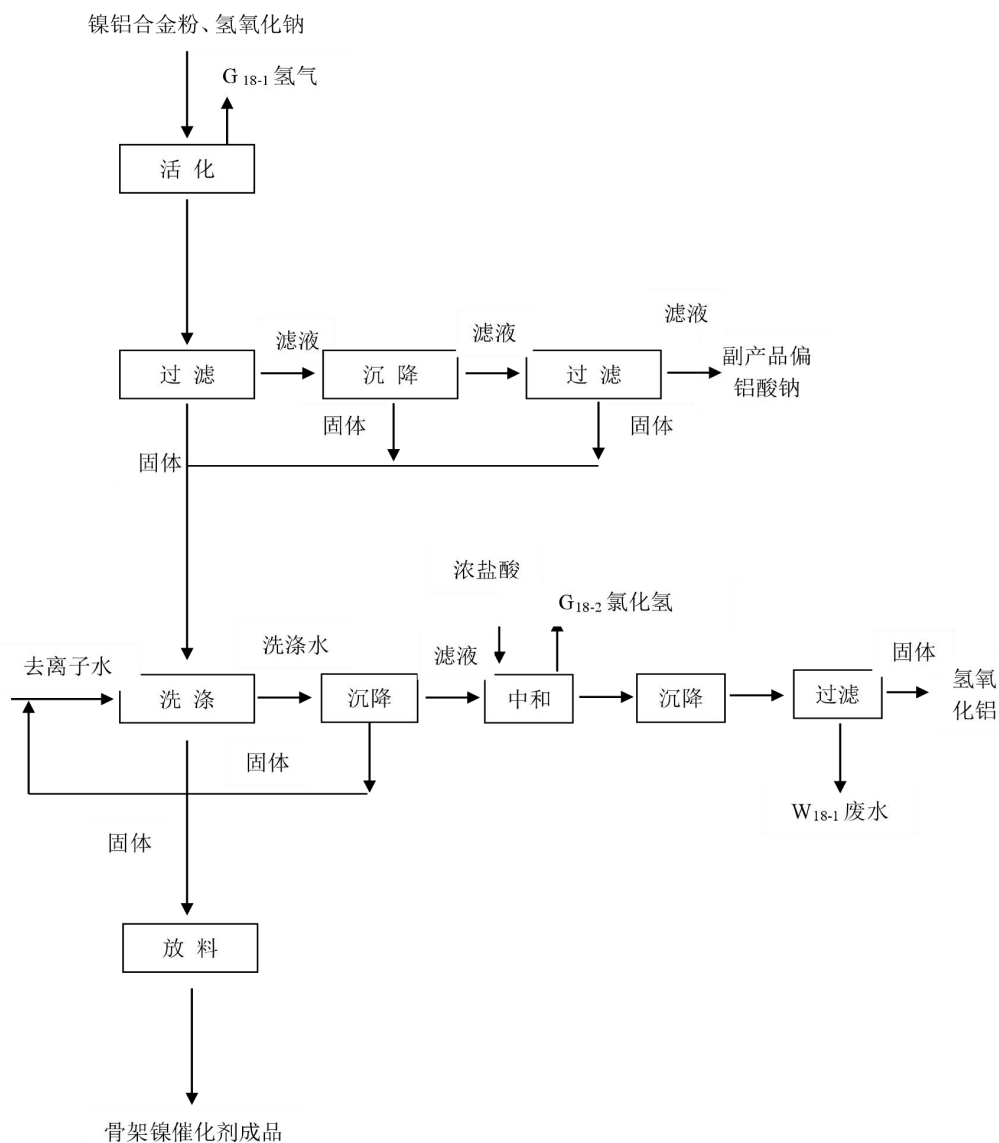 镍铝合金粉、氢氧化钠
G 18-1 氢气
活 化
滤液
滤液
滤液
过 滤
沉 降
过 滤
副产品偏
铝酸钠
固体
固体
固体
浓盐酸
G18-2 氯化氢
去离子水
洗涤水
滤液
固体
洗 涤
沉降
中和
沉降
过滤
氢氧
化铝
固体
W18-1 废水
固体
放 料
骨架镍催化剂成品